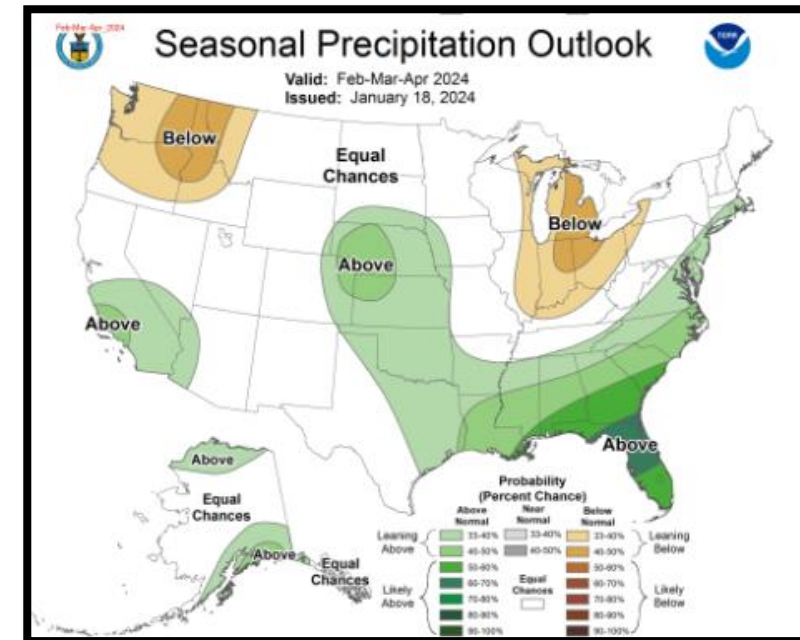 Feb-Mar-Apr 2024
Seasonal Precipitation Outlook
Valid: Feb-Mar-Apr 2024
Issued: January 18, 2024
Below
Equal
Chances
Below
Above
Above
Above
Above
Equal
Chances
Above
Equal
Chances
Probability
(Percent Chance)
Above
Normal
Near
Normal
Below
Normal
Leaning
Above
33-40%
40-50%
33-40%
40-50%
33-40%
40-50%
Leaning
Below
Likely
Above
50-60%
60-70%
70-80%
80-90%
90-100%
Equal
Chances
50-60%
60-70%
70-80%
80-90%
90-100%
Likely
Below